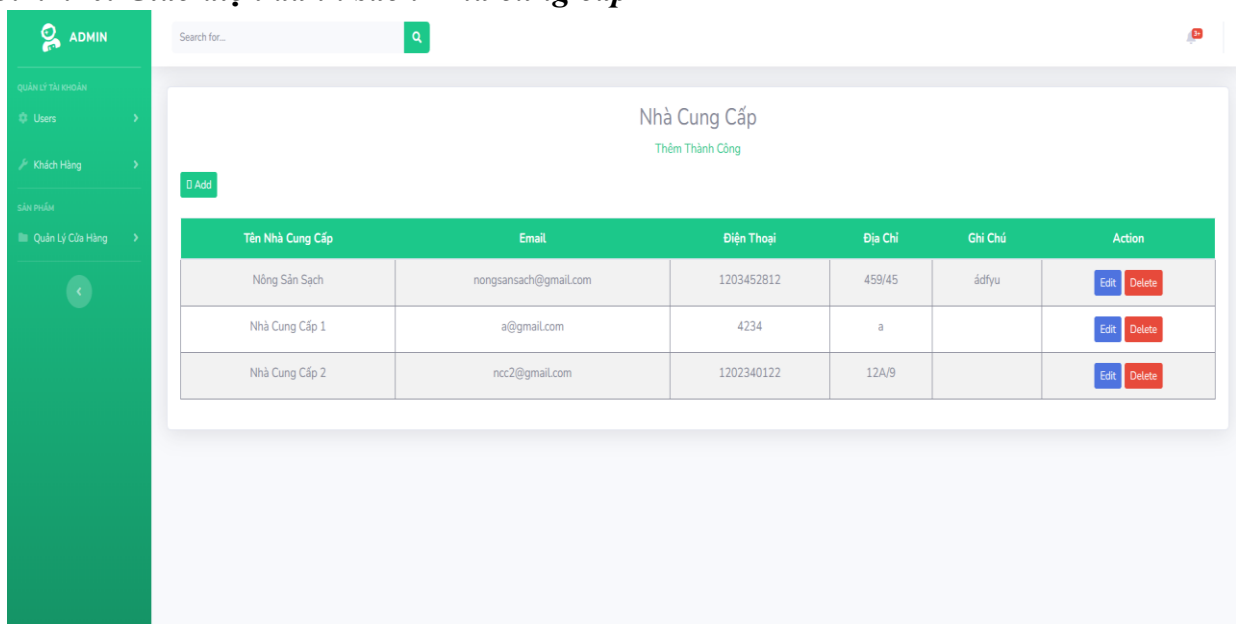 ADMIN
Search for...
3+
QUẢN LÝ TÀI KHOẢN
Users
Khách Hàng
SẢN PHẨM
Quản Lý Cửa Hàng
Nhà Cung Cấp
Thêm Thành Công
Add
Tên Nhà Cung Cấp Email Điện Thoại Địa Chỉ Ghi Chú Action
Nông Sản Sạch nongsansach@gmail.com 1203452812 459/45 ádfyu Edit Delete
Nhà Cung Cấp 1 a@gmail.com 4234 a Edit Delete
Nhà Cung Cấp 2 ncc2@gmail.com 1202340122 12A/9 Edit Delete